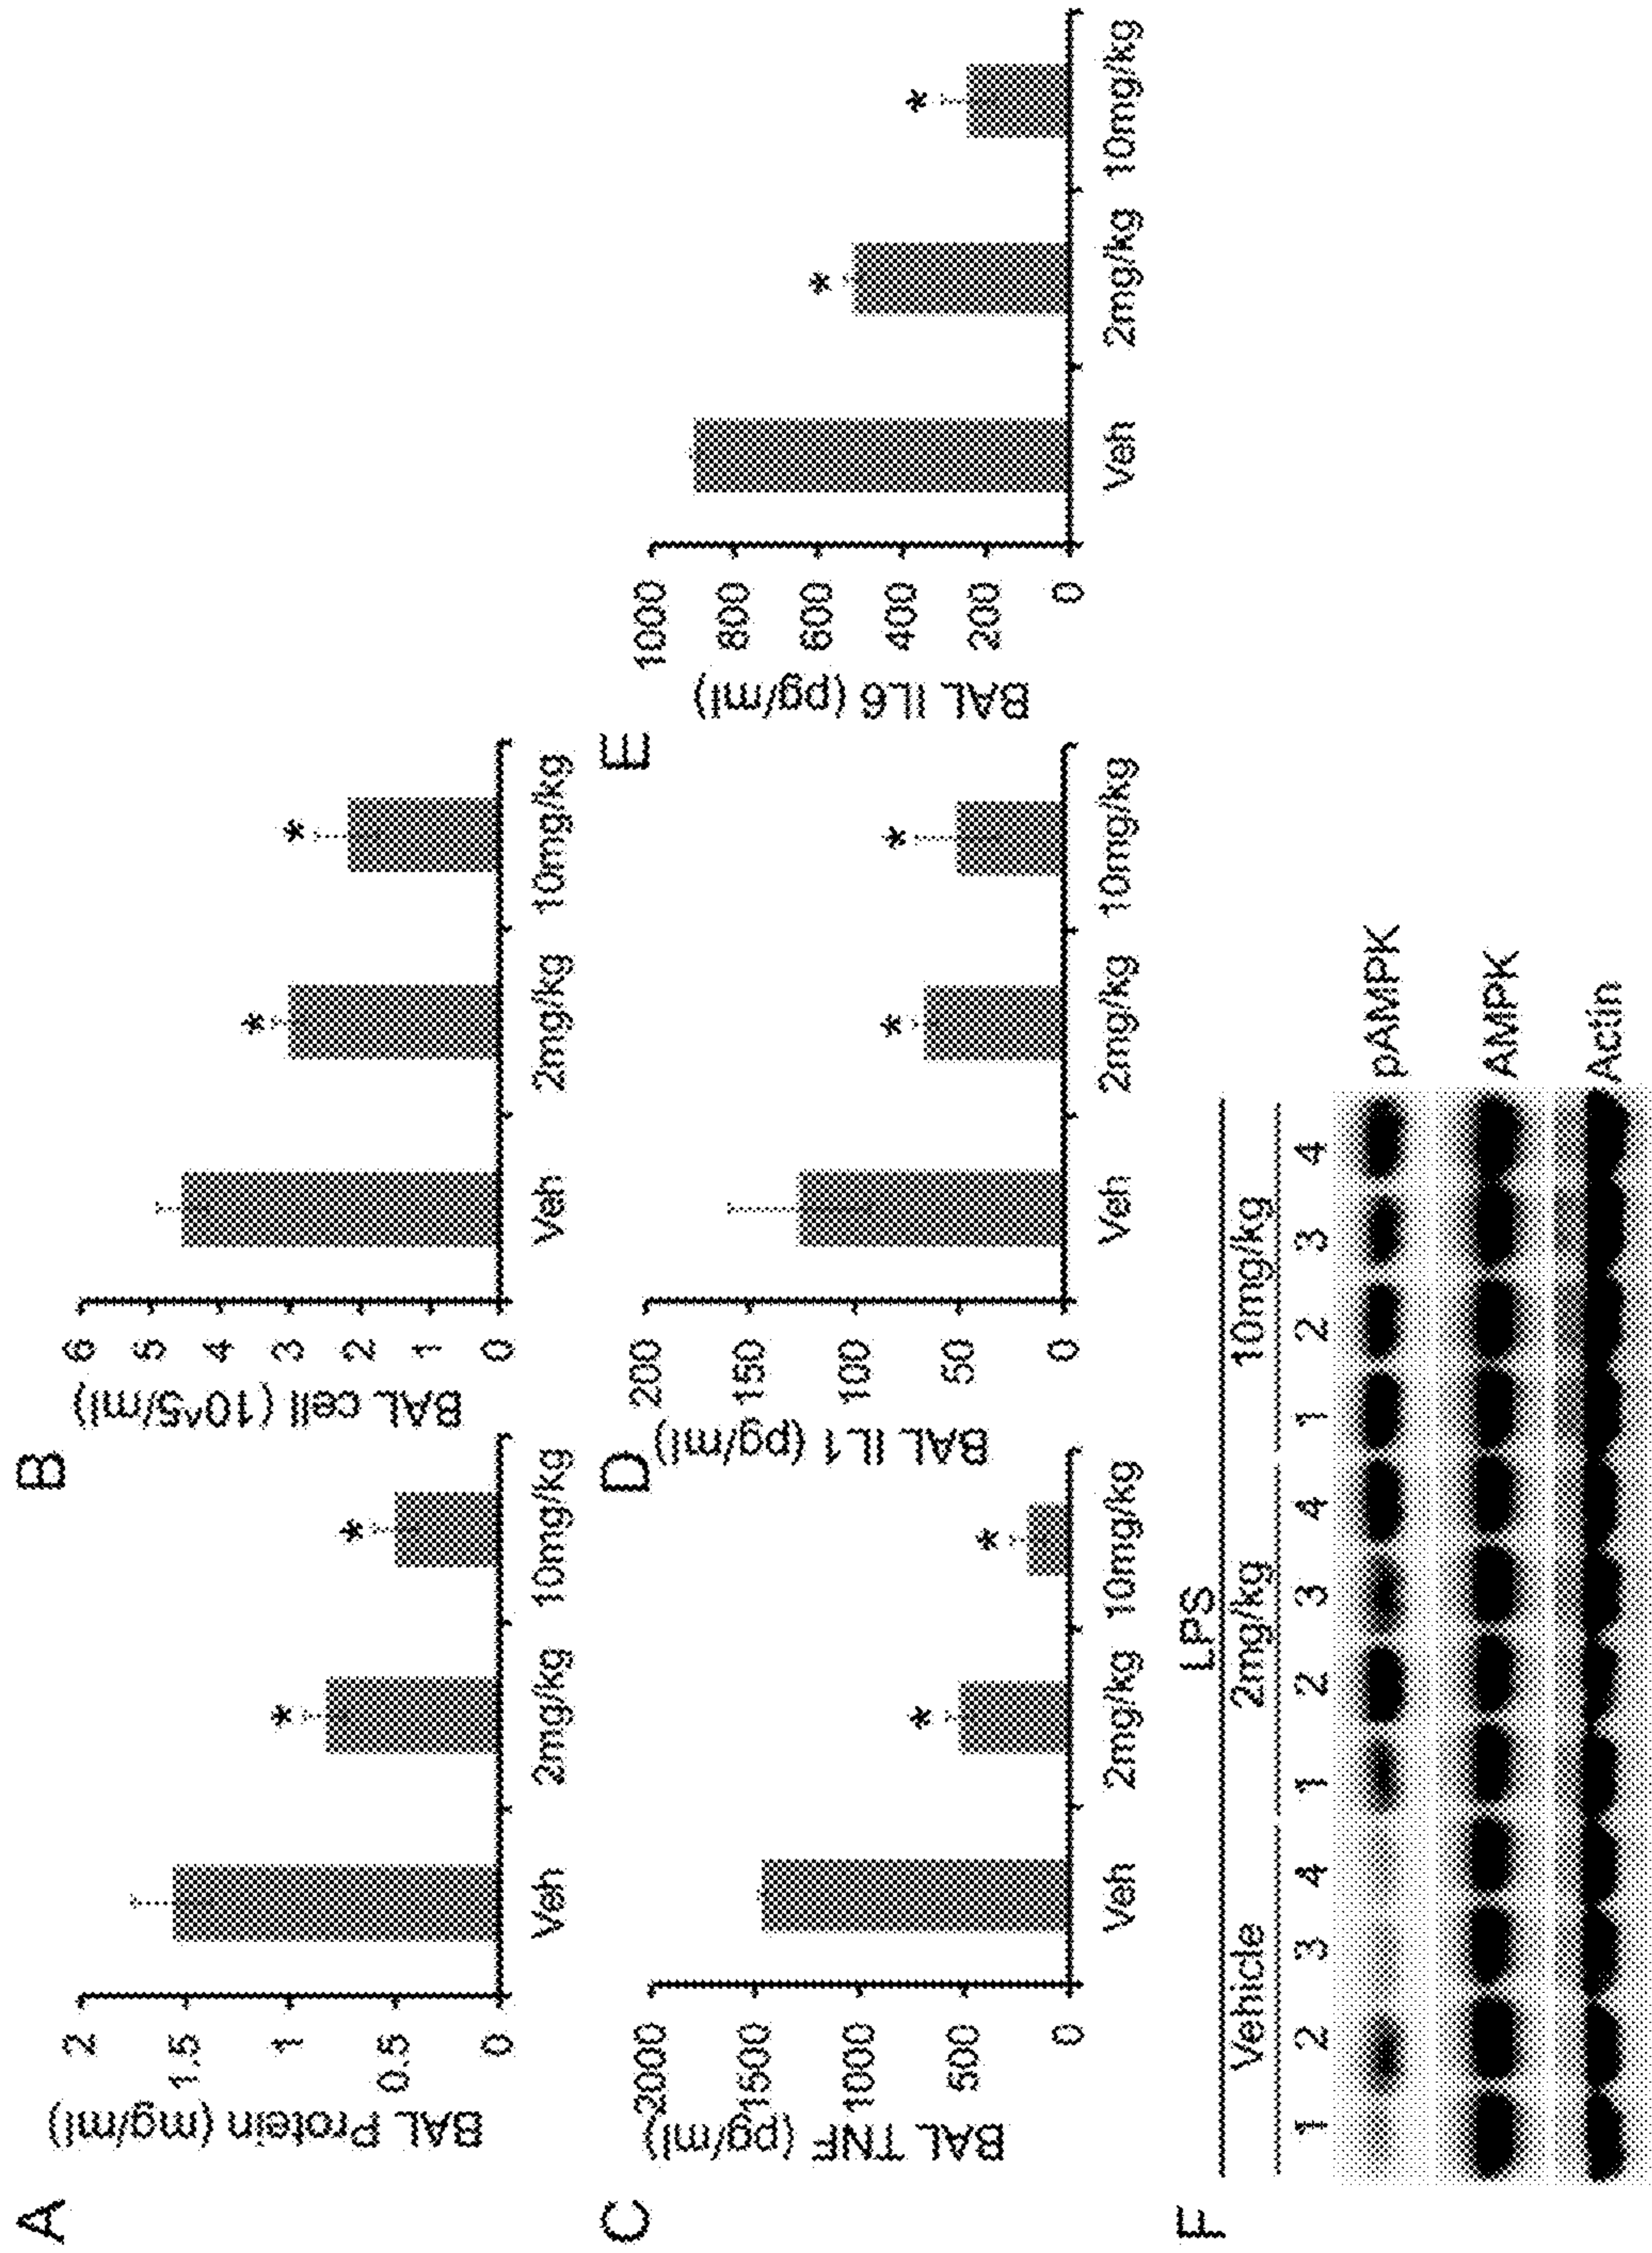 A
BAL Protein (mg/ml)
2
1.5
1
0.5
0
*
*
Veh 2mg/kg 10mg/kg
B
BAL cell (10^5/ml)
6
5
4
3
2
1
0
*
*
Veh 2mg/kg 10mg/kg
C
BAL TNF (pg/ml)
2000
1500
1000
500
0
*
*
Veh 2mg/kg 10mg/kg
D
BAL IL1 (pg/ml)
200
150
100
50
0
*
*
Veh 2mg/kg 10mg/kg
E
BAL IL6 (pg/ml)
1000
800
600
400
200
0
*
*
Veh 2mg/kg 10mg/kg
F
LPS
Vehicle 2mg/kg 10mg/kg
1 2 3 4 1 2 3 4 1 2 3 4
pAMPK
AMPK
Actin